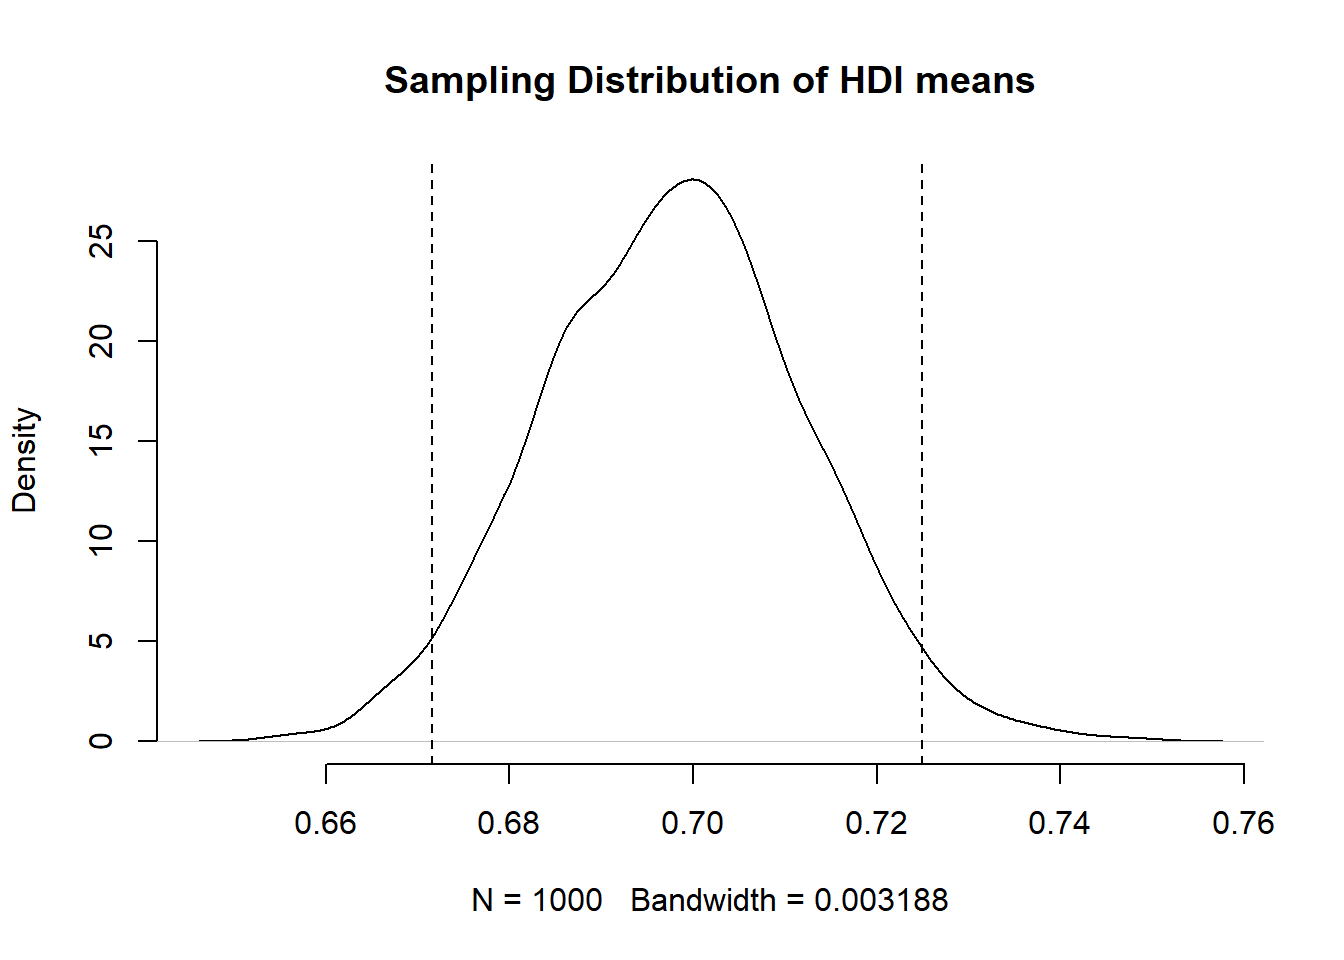 Sampling Distribution of HDI means
Density
25
20
15
10
5
0
0.66 0.68 0.70 0.72 0.74 0.76
N = 1000 Bandwidth = 0.003188